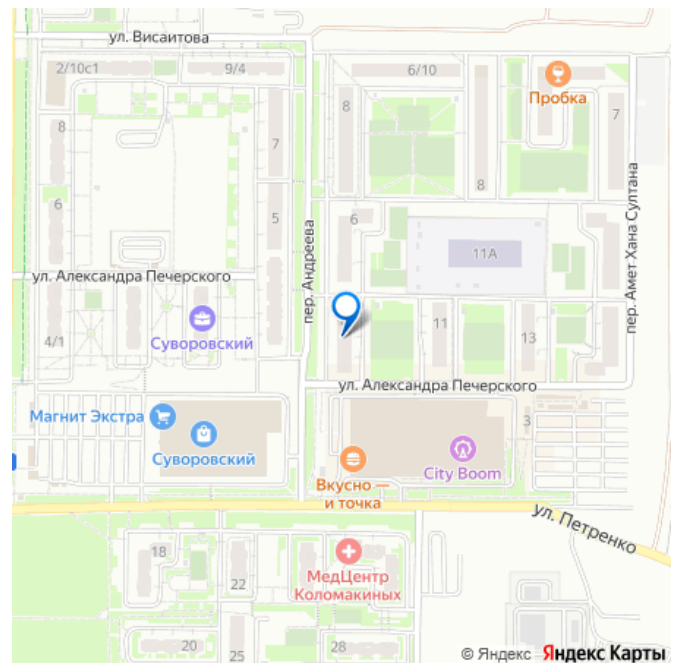 ул. Висаитова
2/10с1
9/4
6/10
Пробка
8
7
8
7
8
6
5
6
пер. Андреева
пер. Амет Хана Султана
11А
ул. Александра Печерского
4/1
Суворовский
11
13
ул. Александра Печерского
Магнит Экстра
Суворовский
3
City Boom
Вкусно —
и точка
ул. Петренко
18
22
МедЦентр
Коломакиных
20
25
28
© Яндекс Яндекс Карты